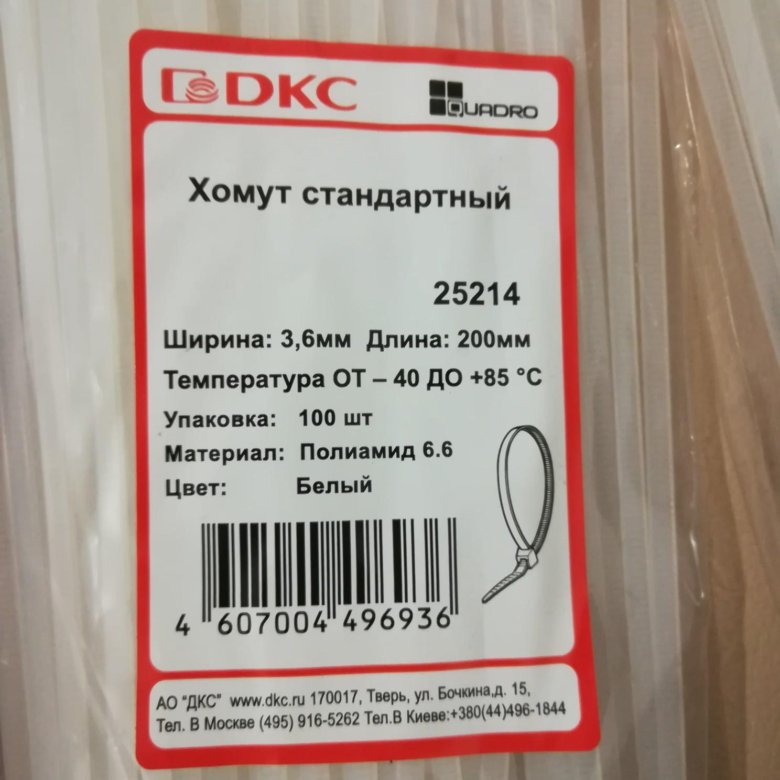 DKC QUADRO
Хомут стандартный
25214
Ширина: 3,6мм Длина: 200мм
Температура ОТ – 40 ДО +85 °C
Упаковка: 100 шт
Материал: Полиамид 6.6
Цвет: Белый
4 607004 496936
АО "ДКС" www.dkc.ru 170017, Тверь, ул. Бочкина,д. 15,
Тел. В Москве (495) 916-5262 Тел.В Киеве:+380(44)496-1844